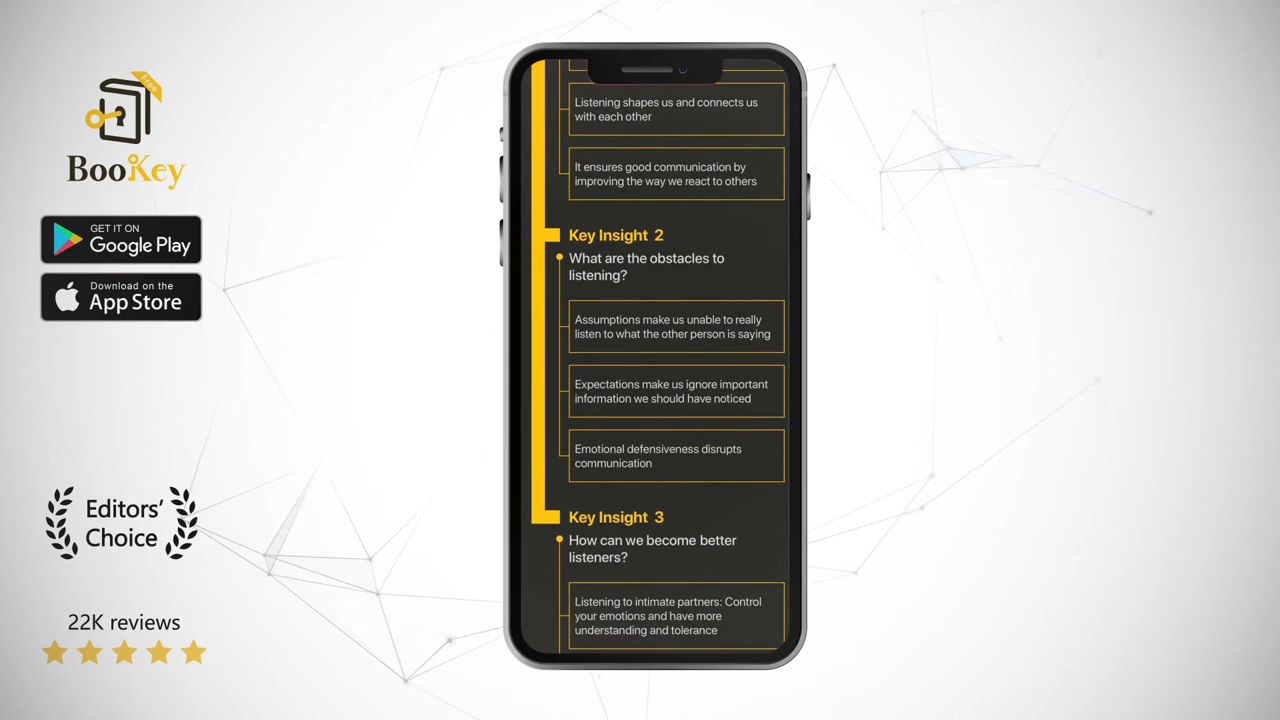 Free
BooKey
GET IT ON
Google Play
Download on the
App Store
Editors’
Choice
22K reviews
Listening shapes us and connects us
with each other
It ensures good communication by
improving the way we react to others
Key Insight 2
What are the obstacles to
listening?
Assumptions make us unable to really
listen to what the other person is saying
Expectations make us ignore important
information we should have noticed
Emotional defensiveness disrupts
communication
Key Insight 3
How can we become better
listeners?
Listening to intimate partners: Control
your emotions and have more
understanding and tolerance